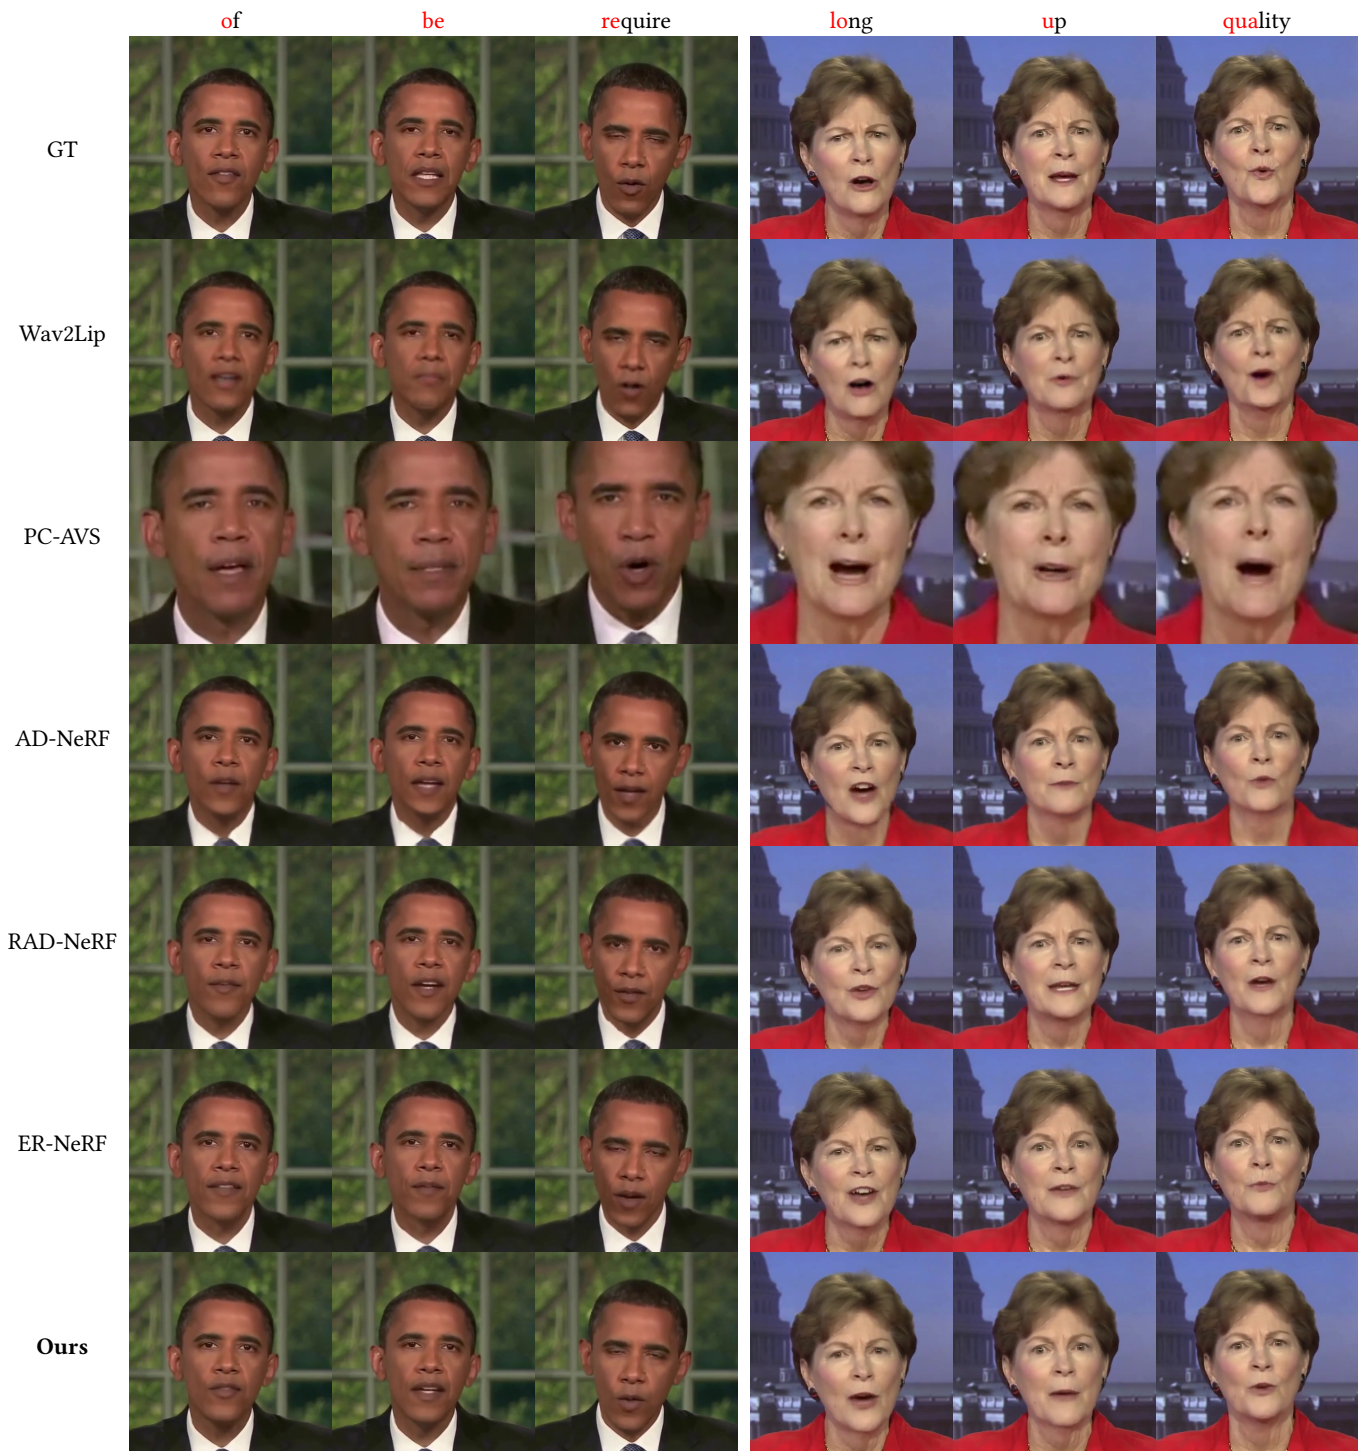 of be require long up quality
GT
Wav2Lip
PC-AVS
AD-NeRF
RAD-NeRF
ER-NeRF
Ours